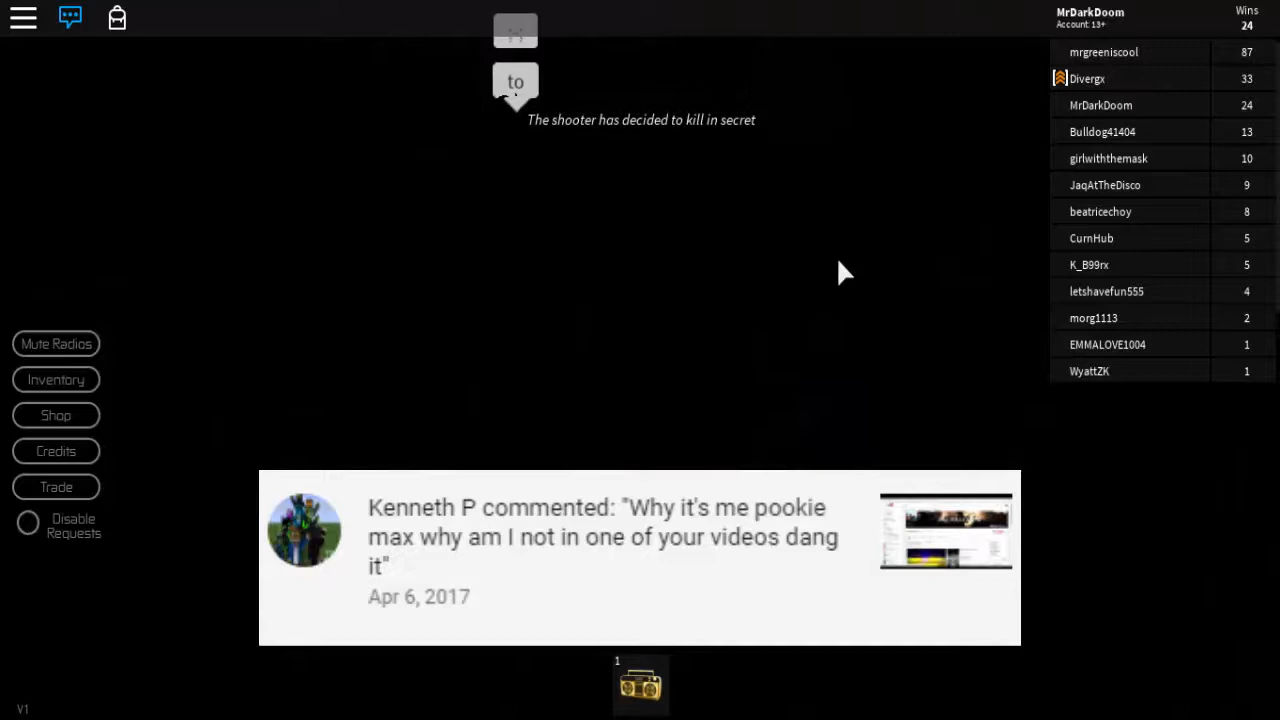 MrDarkDoom
Account: 13+
Wins
24
to
The shooter has decided to kill in secret
mrgreeniscool 87
Divergx 33
MrDarkDoom 24
Bulldog41404 13
girlwiththemask 10
JaqAtTheDisco 9
beatricechoy 8
CurnHub 5
K_B99rx 5
letshavefun555 4
morg1113 2
EMMALOVE1004 1
WyattZK 1
Mute Radios
Inventory
Shop
Credits
Trade
Disable
Requests
Kenneth P commented: "Why it's me pookie
max why am I not in one of your videos dang
it"
Apr 6, 2017
1
V1